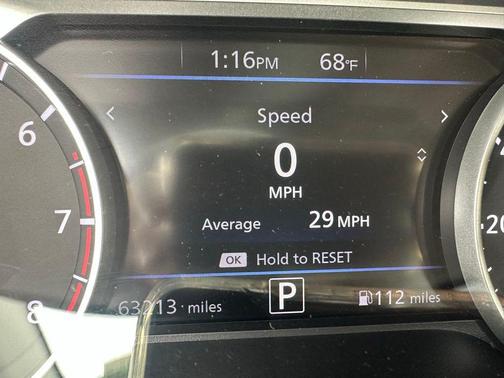 1:16PM 68°F
Speed
6
0
MPH
7
Average 29 MPH
20
OK Hold to RESET
8
63213 miles P 112 miles